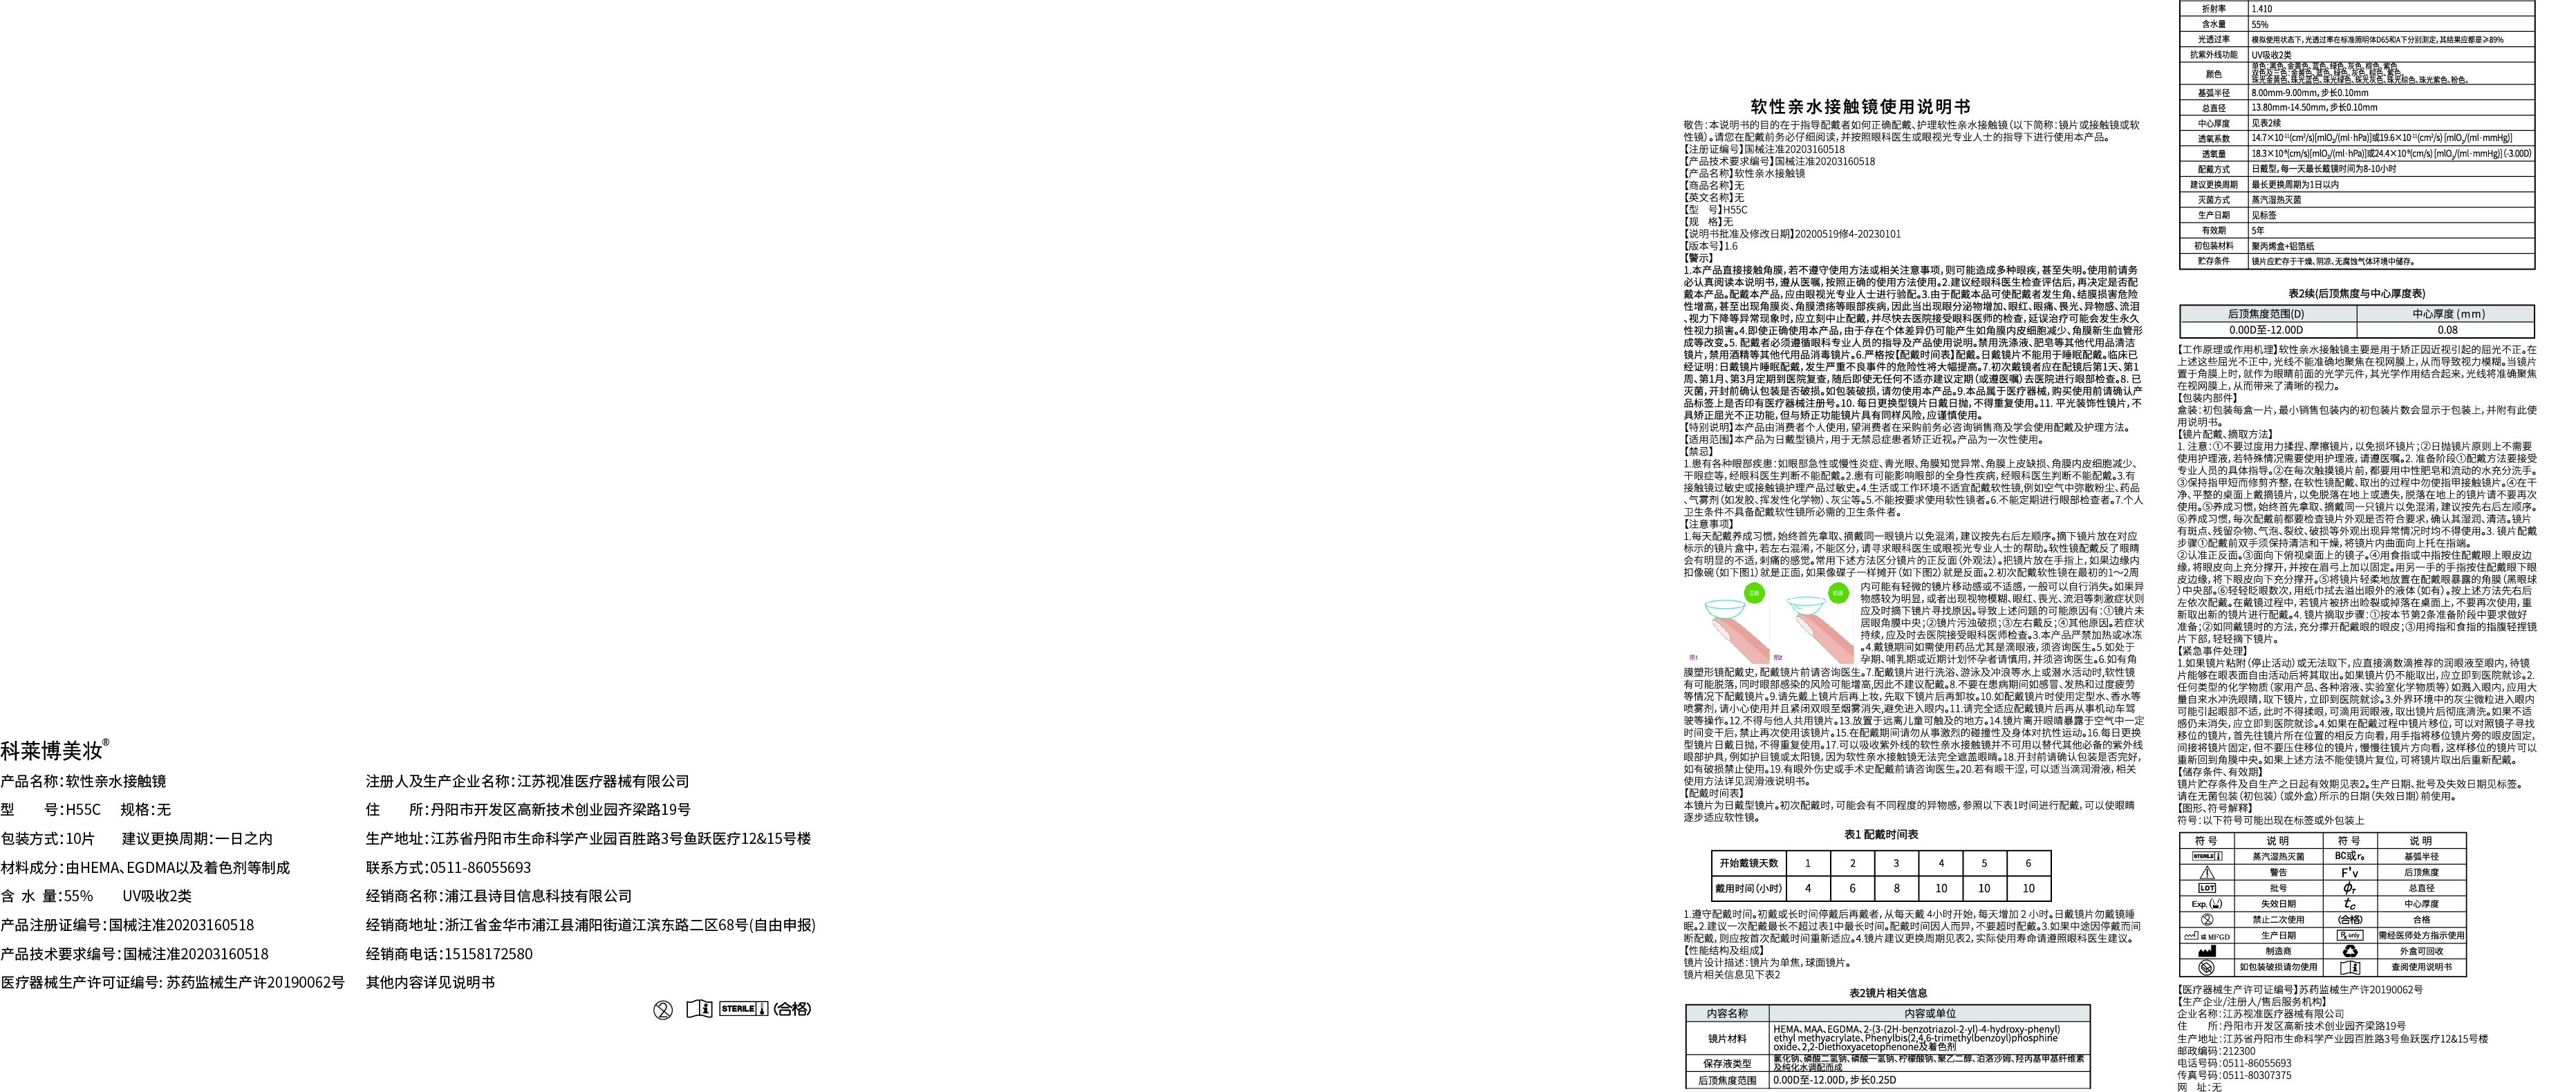 科莱博美妆®
产品名称：软性亲水接触镜
型　　号：H55C　规格：无
包装方式：10片　　建议更换周期：一日之内
材料成分：由HEMA、EGDMA以及着色剂等制成
含 水 量：55%　　UV吸收2类
产品注册证编号：国械注准20203160518
产品技术要求编号：国械注准20203160518
医疗器械生产许可证编号: 苏药监械生产许20190062号
注册人及生产企业名称：江苏视准医疗器械有限公司
住　　所：丹阳市开发区高新技术创业园齐梁路19号
生产地址：江苏省丹阳市生命科学产业园百胜路3号鱼跃医疗12&15号楼
联系方式：0511-86055693
经销商名称：浦江县诗目信息科技有限公司
经销商地址：浙江省金华市浦江县浦阳街道江滨东路二区68号(自由申报)
经销商电话：15158172580
其他内容详见说明书
STERILE （合格）
软性亲水接触镜使用说明书
敬告：本说明书的目的在于指导配戴者如何正确配戴、护理软性亲水接触镜（以下简称：镜片或接触镜或软
性镜）。请您在配戴前务必仔细阅读，并按照眼科医生或眼视光专业人士的指导下进行使用本产品。
【注册证编号】国械注准20203160518
【产品技术要求编号】国械注准20203160518
【产品名称】软性亲水接触镜
【商品名称】无
【英文名称】无
【型　号】H55C
【规　格】无
【说明书批准及修改日期】20200519修4-20230101
【版本号】1.6
【警示】
1.本产品直接接触角膜，若不遵守使用方法或相关注意事项，则可能造成多种眼疾，甚至失明。使用前请务
必认真阅读本说明书，遵从医嘱，按照正确的使用方法使用。2.建议经眼科医生检查评估后，再决定是否配
戴本产品。配戴本产品，应由眼视光专业人士进行验配。3.由于配戴本品可使配戴者发生角、结膜损害危险
性增高，甚至出现角膜炎、角膜溃疡等眼部疾病，因此当出现眼分泌物增加、眼红、眼痛、畏光、异物感、流泪
、视力下降等异常现象时，应立刻中止配戴，并尽快去医院接受眼科医师的检查，延误治疗可能会发生永久
性视力损害。4.即使正确使用本产品，由于存在个体差异仍可能产生如角膜内皮细胞减少、角膜新生血管形
成等改变。5. 配戴者必须遵循眼科专业人员的指导及产品使用说明。禁用洗涤液、肥皂等其他代用品清洁
镜片，禁用酒精等其他代用品消毒镜片。6.严格按【配戴时间表】配戴。日戴镜片不能用于睡眠配戴。临床已
经证明：日戴镜片睡眠配戴，发生严重不良事件的危险性将大幅提高。7.初次戴镜者应在配镜后第1天、第1
周、第1月、第3月定期到医院复查，随后即使无任何不适亦建议定期（或遵医嘱）去医院进行眼部检查。8. 已
灭菌，开封前确认包装是否破损。如包装破损，请勿使用本产品。9.本品属于医疗器械，购买使用前请确认产
品标签上是否印有医疗器械注册号。10. 每日更换型镜片日戴日抛，不得重复使用。11. 平光装饰性镜片，不
具矫正屈光不正功能，但与矫正功能镜片具有同样风险，应谨慎使用。
【特别说明】本产品由消费者个人使用，望消费者在采购前务必咨询销售商及学会使用配戴及护理方法。
【适用范围】本产品为日戴型镜片，用于无禁忌症患者矫正近视。产品为一次性使用。
【禁忌】
1.患有各种眼部疾患：如眼部急性或慢性炎症、青光眼、角膜知觉异常、角膜上皮缺损、角膜内皮细胞减少、
干眼症等，经眼科医生判断不能配戴。2.患有可能影响眼部的全身性疾病，经眼科医生判断不能配戴。3.有
接触镜过敏史或接触镜护理产品过敏史。4.生活或工作环境不适宜配戴软性镜,例如空气中弥散粉尘、药品
、气雾剂（如发胶、挥发性化学物）、灰尘等。5.不能按要求使用软性镜者。6.不能定期进行眼部检查者。7.个人
卫生条件不具备配戴软性镜所必需的卫生条件者。
【注意事项】
1.每天配戴养成习惯，始终首先拿取、摘戴同一眼镜片以免混淆，建议按先右后左顺序。摘下镜片放在对应
标示的镜片盒中，若左右混淆，不能区分，请寻求眼科医生或眼视光专业人士的帮助。软性镜配戴反了眼睛
会有明显的不适，刺痛的感觉。常用下述方法区分镜片的正反面（外观法）。把镜片放在手指上，如果边缘内
扣像碗（如下图1）就是正面，如果像碟子一样摊开（如下图2）就是反面。2.初次配戴软性镜在最初的1～2周
正面 反面
图1 图2
内可能有轻微的镜片移动感或不适感，一般可以自行消失。如果异
物感较为明显，或者出现视物模糊、眼红、畏光、流泪等刺激症状则
应及时摘下镜片寻找原因。导致上述问题的可能原因有：①镜片未
居眼角膜中央；②镜片污浊破损；③左右戴反；④其他原因。若症状
持续，应及时去医院接受眼科医师检查。3.本产品严禁加热或冰冻
。4.戴镜期间如需使用药品尤其是滴眼液，须咨询医生。5.如处于
孕期、哺乳期或近期计划怀孕者请慎用，并须咨询医生。6.如有角
膜塑形镜配戴史，配戴镜片前请咨询医生。7.配戴镜片进行洗浴、游泳及冲浪等水上或潜水活动时,软性镜
有可能脱落，同时眼部感染的风险可能增高,因此不建议配戴。8.不要在患病期间如感冒、发热和过度疲劳
等情况下配戴镜片。9.请先戴上镜片后再上妆，先取下镜片后再卸妆。10.如配戴镜片时使用定型水、香水等
喷雾剂，请小心使用并且紧闭双眼至烟雾消失,避免进入眼内。11.请完全适应配戴镜片后再从事机动车驾
驶等操作。12.不得与他人共用镜片。13.放置于远离儿童可触及的地方。14.镜片离开眼睛暴露于空气中一定
时间变干后，禁止再次使用该镜片。15.在配戴期间请勿从事激烈的碰撞性及身体对抗性运动。16.每日更换
型镜片日戴日抛，不得重复使用。17.可以吸收紫外线的软性亲水接触镜并不可用以替代其他必备的紫外线
眼部护具，例如护目镜或太阳镜，因为软性亲水接触镜无法完全遮盖眼睛。18.开封前请确认包装是否完好，
如有破损禁止使用。19.有眼外伤史或手术史配戴前请咨询医生。20.若有眼干涩，可以适当滴润滑液，相关
使用方法详见润滑液说明书。
【配戴时间表】
本镜片为日戴型镜片。初次配戴时，可能会有不同程度的异物感，参照以下表1时间进行配戴，可以使眼睛
逐步适应软性镜。
表1 配戴时间表
开始戴镜天数 1 2 3 4 5 6
戴用时间（小时） 4 6 8 10 10 10
1.遵守配戴时间。初戴或长时间停戴后再戴者，从每天戴 4小时开始，每天增加 2 小时。日戴镜片勿戴镜睡
眠。2.建议一次配戴最长不超过表1中最长时间。配戴时间因人而异，不要超时配戴。3.如果中途因停戴而间
断配戴，则应按首次配戴时间重新适应。4.镜片建议更换周期见表2，实际使用寿命请遵照眼科医生建议。
【性能结构及组成】
镜片设计描述：镜片为单焦，球面镜片。
镜片相关信息见下表2
表2镜片相关信息
内容名称 内容或单位
镜片材料 HEMA、MAA、EGDMA、2-(3-(2H-benzotriazol-2-yl)-4-hydroxy-phenyl)
ethyl methyacrylate、Phenylbis(2,4,6-trimethylbenzoyl)phosphine
oxide、2,2-Diethoxyacetophenone及着色剂
保存液类型 氯化钠、磷酸二氢钠、磷酸一氢钠、柠檬酸钠、聚乙二醇、泊洛沙姆、羟丙基甲基纤维素
及纯化水调配而成
后顶焦度范围 0.00D至-12.00D，步长0.25D
折射率 1.410
含水量 55%
光透过率 模拟使用状态下，光透过率在标准照明体D65和A下分别测定，其结果应都是≥89%
抗紫外线功能 UV吸收2类
颜色 单色：黑色、金黄色、蓝色、绿色、灰色、棕色、紫色
双色及三色：金黄色、蓝色、绿色、灰色、棕色、紫色。
珠光金黄色、珠光蓝色、珠光绿色、珠光灰色、珠光棕色、珠光紫色、粉色。
基弧半径 8.00mm-9.00mm，步长0.10mm
总直径 13.80mm-14.50mm，步长0.10mm
中心厚度 见表2续
透氧系数 14.7×10⁻¹¹(cm²/s)[mlO₂/(ml·hPa)]或19.6×10⁻¹¹(cm²/s) [mlO₂/(ml·mmHg)]
透氧量 18.3×10⁻⁹(cm/s)[mlO₂/(ml·hPa)]或24.4×10⁻⁹(cm/s) [mlO₂/(ml·mmHg)] (-3.00D)
配戴方式 日戴型，每一天最长戴镜时间为8-10小时
建议更换周期 最长更换周期为1日以内
灭菌方式 蒸汽湿热灭菌
生产日期 见标签
有效期 5年
初包装材料 聚丙烯盒+铝箔纸
贮存条件 镜片应贮存于干燥、阴凉、无腐蚀气体环境中储存。
表2续(后顶焦度与中心厚度表)
后顶焦度范围(D) 中心厚度 (mm)
0.00D至-12.00D 0.08
【工作原理或作用机理】软性亲水接触镜主要是用于矫正因近视引起的屈光不正。在
上述这些屈光不正中，光线不能准确地聚焦在视网膜上，从而导致视力模糊。当镜片
置于角膜上时，就作为眼睛前面的光学元件，其光学作用结合起来，光线将准确聚焦
在视网膜上，从而带来了清晰的视力。
【包装内部件】
盒装：初包装每盒一片，最小销售包装内的初包装片数会显示于包装上，并附有此使
用说明书。
【镜片配戴、摘取方法】
1. 注意：①不要过度用力揉捏、摩擦镜片，以免损坏镜片；②日抛镜片原则上不需要
使用护理液，若特殊情况需要使用护理液，请遵医嘱。2. 准备阶段①配戴方法要接受
专业人员的具体指导。②在每次触摸镜片前，都要用中性肥皂和流动的水充分洗手。
③保持指甲短而修剪齐整，在软性镜配戴、取出的过程中勿使指甲接触镜片。④在干
净、平整的桌面上戴摘镜片，以免脱落在地上或遗失，脱落在地上的镜片请不要再次
使用。⑤养成习惯，始终首先拿取、摘戴同一只镜片以免混淆，建议按先右后左顺序。
⑥养成习惯，每次配戴前都要检查镜片外观是否符合要求，确认其湿润、清洁。镜片
有斑点、残留杂物、气泡、裂纹、破损等外观出现异常情况时均不得使用。3. 镜片配戴
步骤①配戴前双手须保持清洁和干燥，将镜片内曲面向上托在指端。
②认准正反面。③面向下俯视桌面上的镜子。④用食指或中指按住配戴眼上眼皮边
缘，将眼皮向上充分撑开，并按在眉弓上加以固定。用另一手的手指按住配戴眼下眼
皮边缘，将下眼皮向下充分撑开。⑤将镜片轻柔地放置在配戴眼暴露的角膜（黑眼球
）中央部。⑥轻轻眨眼数次，用纸巾拭去溢出眼外的液体（如有）。按上述方法先右后
左依次配戴。在戴镜过程中，若镜片被挤出睑裂或掉落在桌面上，不要再次使用，重
新取出新的镜片进行配戴。4. 镜片摘取步骤：①按本节第2条准备阶段中要求做好
准备；②如同戴镜时的方法，充分撑开配戴眼的眼皮；③用拇指和食指的指腹轻捏镜
片下部，轻轻摘下镜片。
【紧急事件处理】
1.如果镜片粘附（停止活动）或无法取下，应直接滴数滴推荐的润眼液至眼内，待镜
片能够在眼表面自由活动后将其取出。如果镜片仍不能取出，应立即到医院就诊。2.
任何类型的化学物质（家用产品、各种溶液、实验室化学物质等）如溅入眼内，应用大
量自来水冲洗眼睛，取下镜片，立即到医院就诊。3.外界环境中的灰尘微粒进入眼内
可能引起眼部不适，此时不得揉眼，可滴用润眼液，取出镜片后彻底清洗。如果不适
感仍未消失，应立即到医院就诊。4.如果在配戴过程中镜片移位，可以对照镜子寻找
移位的镜片，首先往镜片所在位置的相反方向看，用手指将移位镜片旁的眼皮固定，
间接将镜片固定，但不要压住移位的镜片，慢慢往镜片方向看，这样移位的镜片可以
重新回到角膜中央。如果上述方法不能使镜片复位，可将镜片取出后重新配戴。
【储存条件、有效期】
镜片贮存条件及自生产之日起有效期见表2。生产日期、批号及失效日期见标签。
请在无菌包装（初包装）（或外盒）所示的日期（失效日期）前使用。
【图形、符号解释】
符号：以下符号可能出现在标签或外包装上
符 号 说 明 符 号 说 明
STERILE 蒸汽湿热灭菌 BC或r₀ 基弧半径
警告 F'v 后顶焦度
LOT 批号 ϕT 总直径
Exp. 失效日期 tc 中心厚度
禁止二次使用 （合格） 合格
或 MFGD 生产日期 Rx only 需经医师处方指示使用
制造商 外盒可回收
如包装破损请勿使用 查阅使用说明书
【医疗器械生产许可证编号】苏药监械生产许20190062号
【生产企业/注册人/售后服务机构】
企业名称：江苏视准医疗器械有限公司
住　　所：丹阳市开发区高新技术创业园齐梁路19号
生产地址：江苏省丹阳市生命科学产业园百胜路3号鱼跃医疗12&15号楼
邮政编码：212300
电话号码：0511-86055693
传真号码：0511-80307375
网　址：无